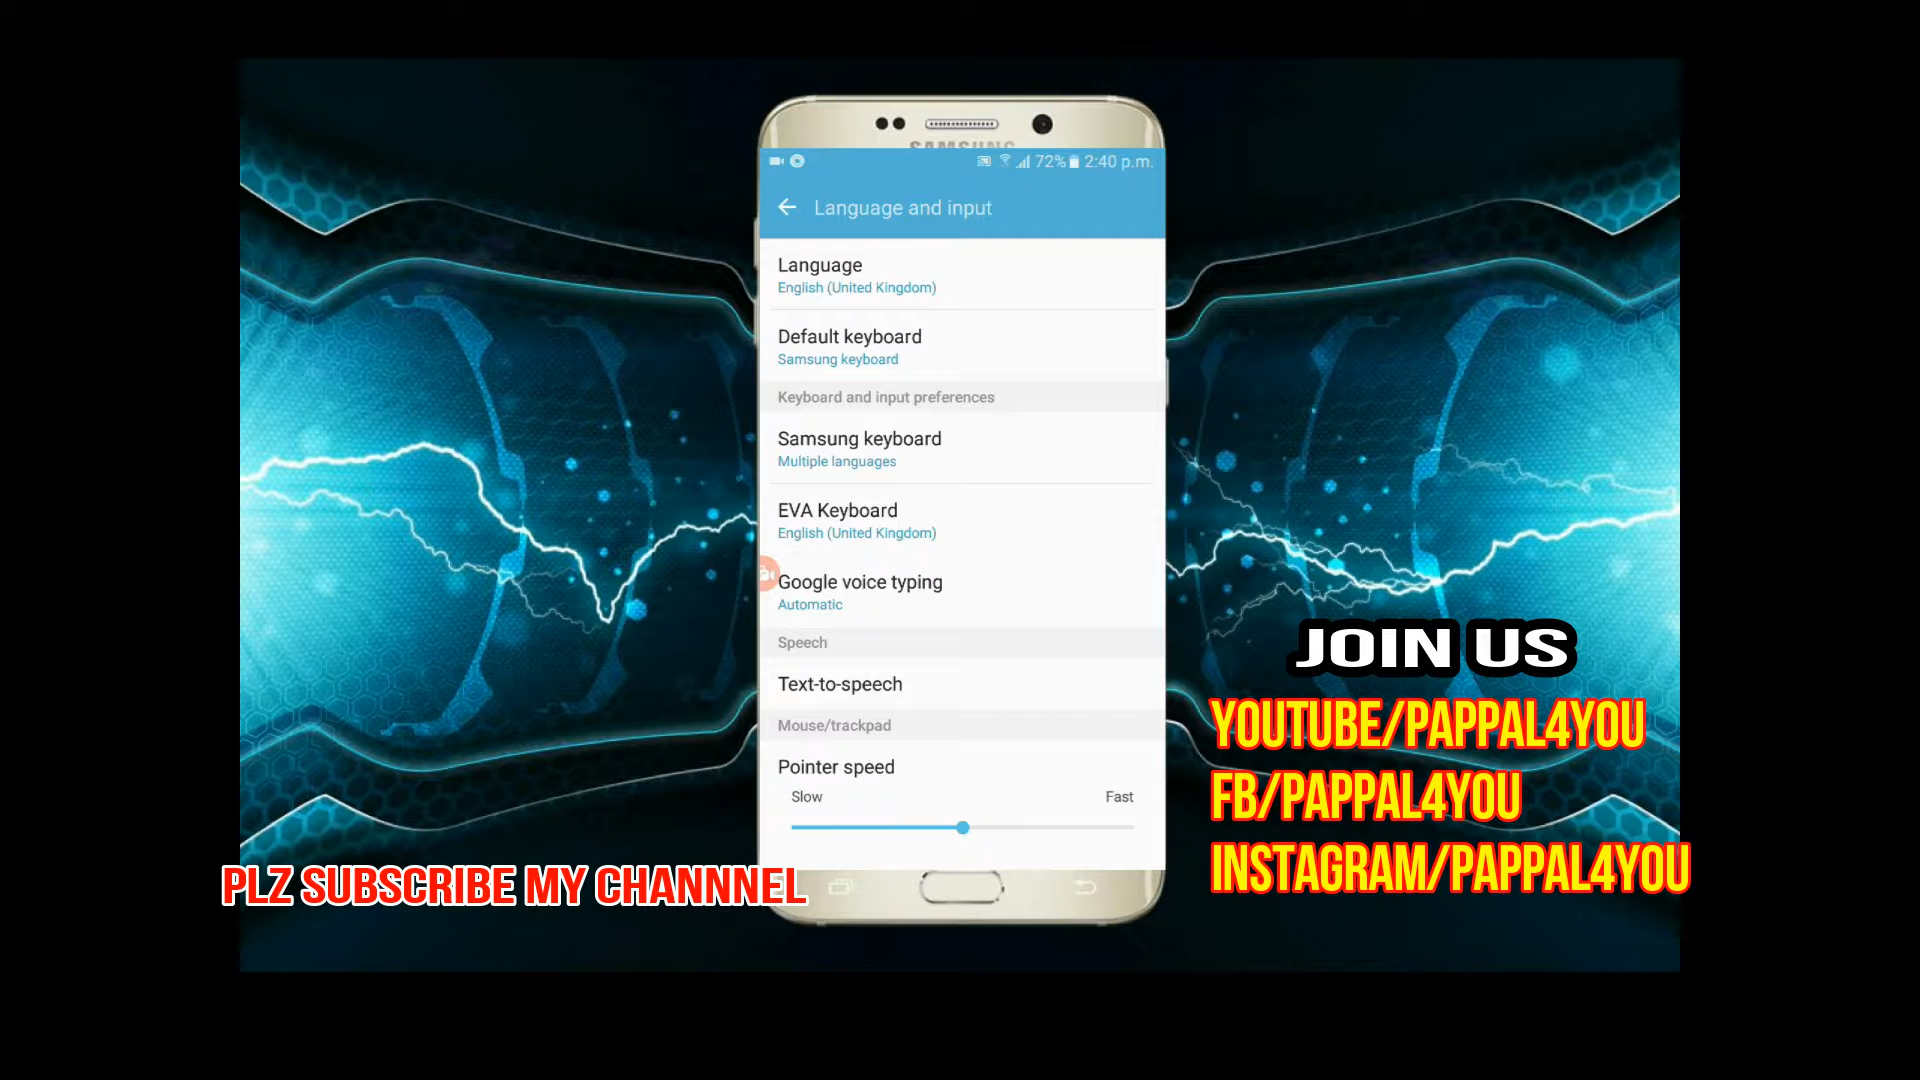 SAMSUNG
72% 2:40 p.m.
Language and input
Language
English (United Kingdom)
Default keyboard
Samsung keyboard
Keyboard and input preferences
Samsung keyboard
Multiple languages
EVA Keyboard
English (United Kingdom)
Google voice typing
Automatic
Speech
Text-to-speech
Mouse/trackpad
Pointer speed
Slow Fast
JOIN US
YOUTUBE/PAPPAL4YOU
FB/PAPPAL4YOU
INSTAGRAM/PAPPAL4YOU
PLZ SUBSCRIBE MY CHANNNEL